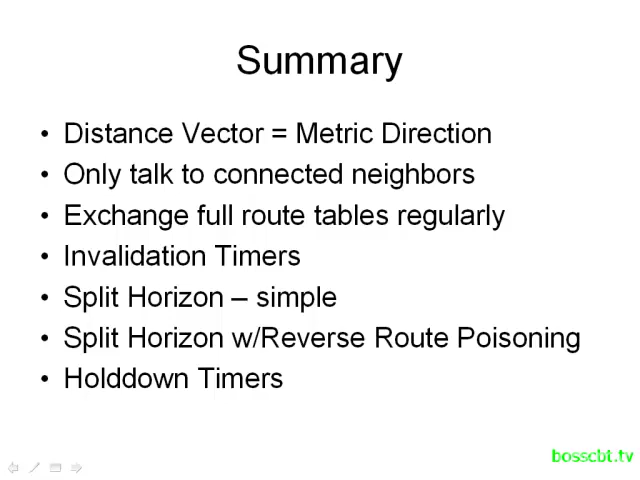 Summary
• Distance Vector = Metric Direction
• Only talk to connected neighbors
• Exchange full route tables regularly
• Invalidation Timers
• Split Horizon – simple
• Split Horizon w/Reverse Route Poisoning
• Holddown Timers
bosscbt.tv